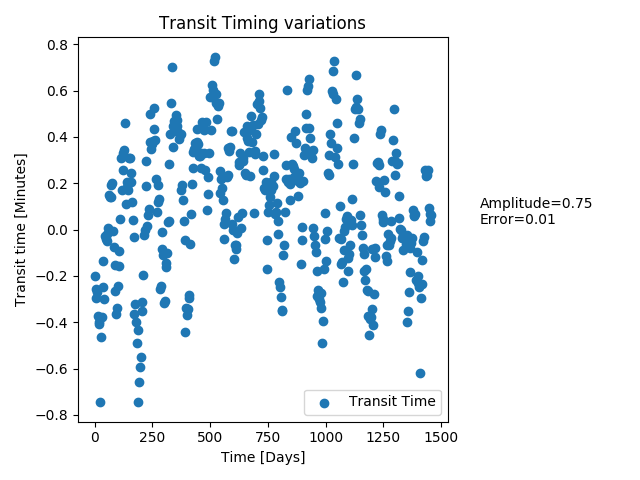 Transit Timing variations
0.8
0.6
0.4
0.2
0.0
−0.2
−0.4
−0.6
−0.8
Transit time [Minutes]
Amplitude=0.75
Error=0.01
Transit Time
0
250
500
750
1000
1250
1500
Time [Days]